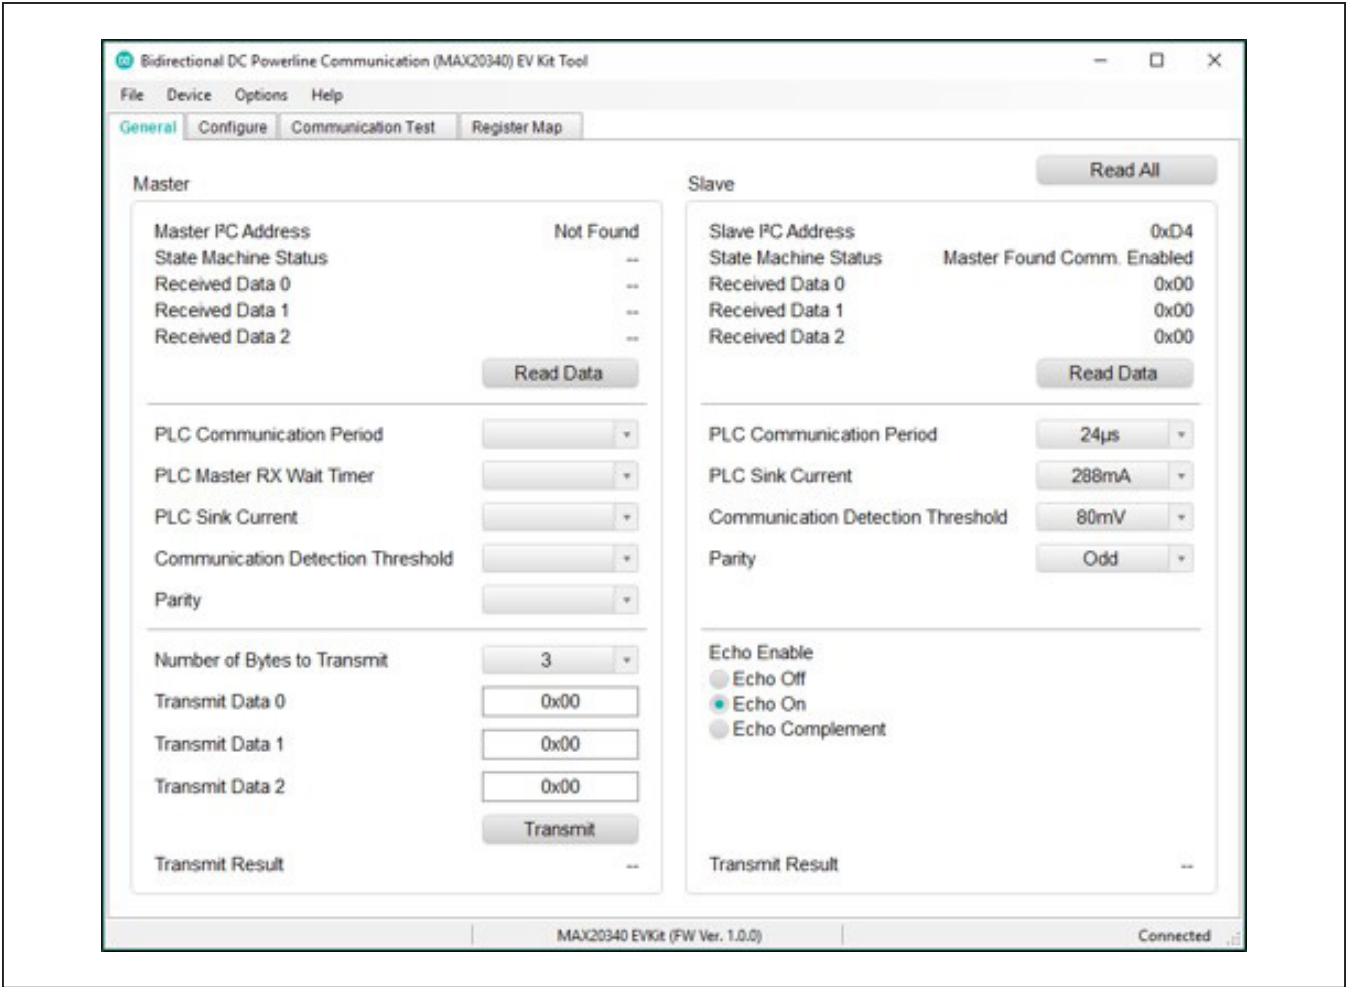 Bidirectional DC Powerline Communication (MAX20340) EV Kit Tool
File Device Options Help
General Configure Communication Test Register Map
Read All
Master
Master I²C Address Not Found
State Machine Status --
Received Data 0 --
Received Data 1 --
Received Data 2 --
Read Data
PLC Communication Period
PLC Master RX Wait Timer
PLC Sink Current
Communication Detection Threshold
Parity
Number of Bytes to Transmit 3
Transmit Data 0 0x00
Transmit Data 1 0x00
Transmit Data 2 0x00
Transmit
Transmit Result --
Slave
Slave I²C Address 0xD4
State Machine Status Master Found Comm. Enabled
Received Data 0 0x00
Received Data 1 0x00
Received Data 2 0x00
Read Data
PLC Communication Period 24µs
PLC Sink Current 288mA
Communication Detection Threshold 80mV
Parity Odd
Echo Enable
Echo Off
Echo On
Echo Complement
Transmit Result --
MAX20340 EVKit (FW Ver. 1.0.0) Connected